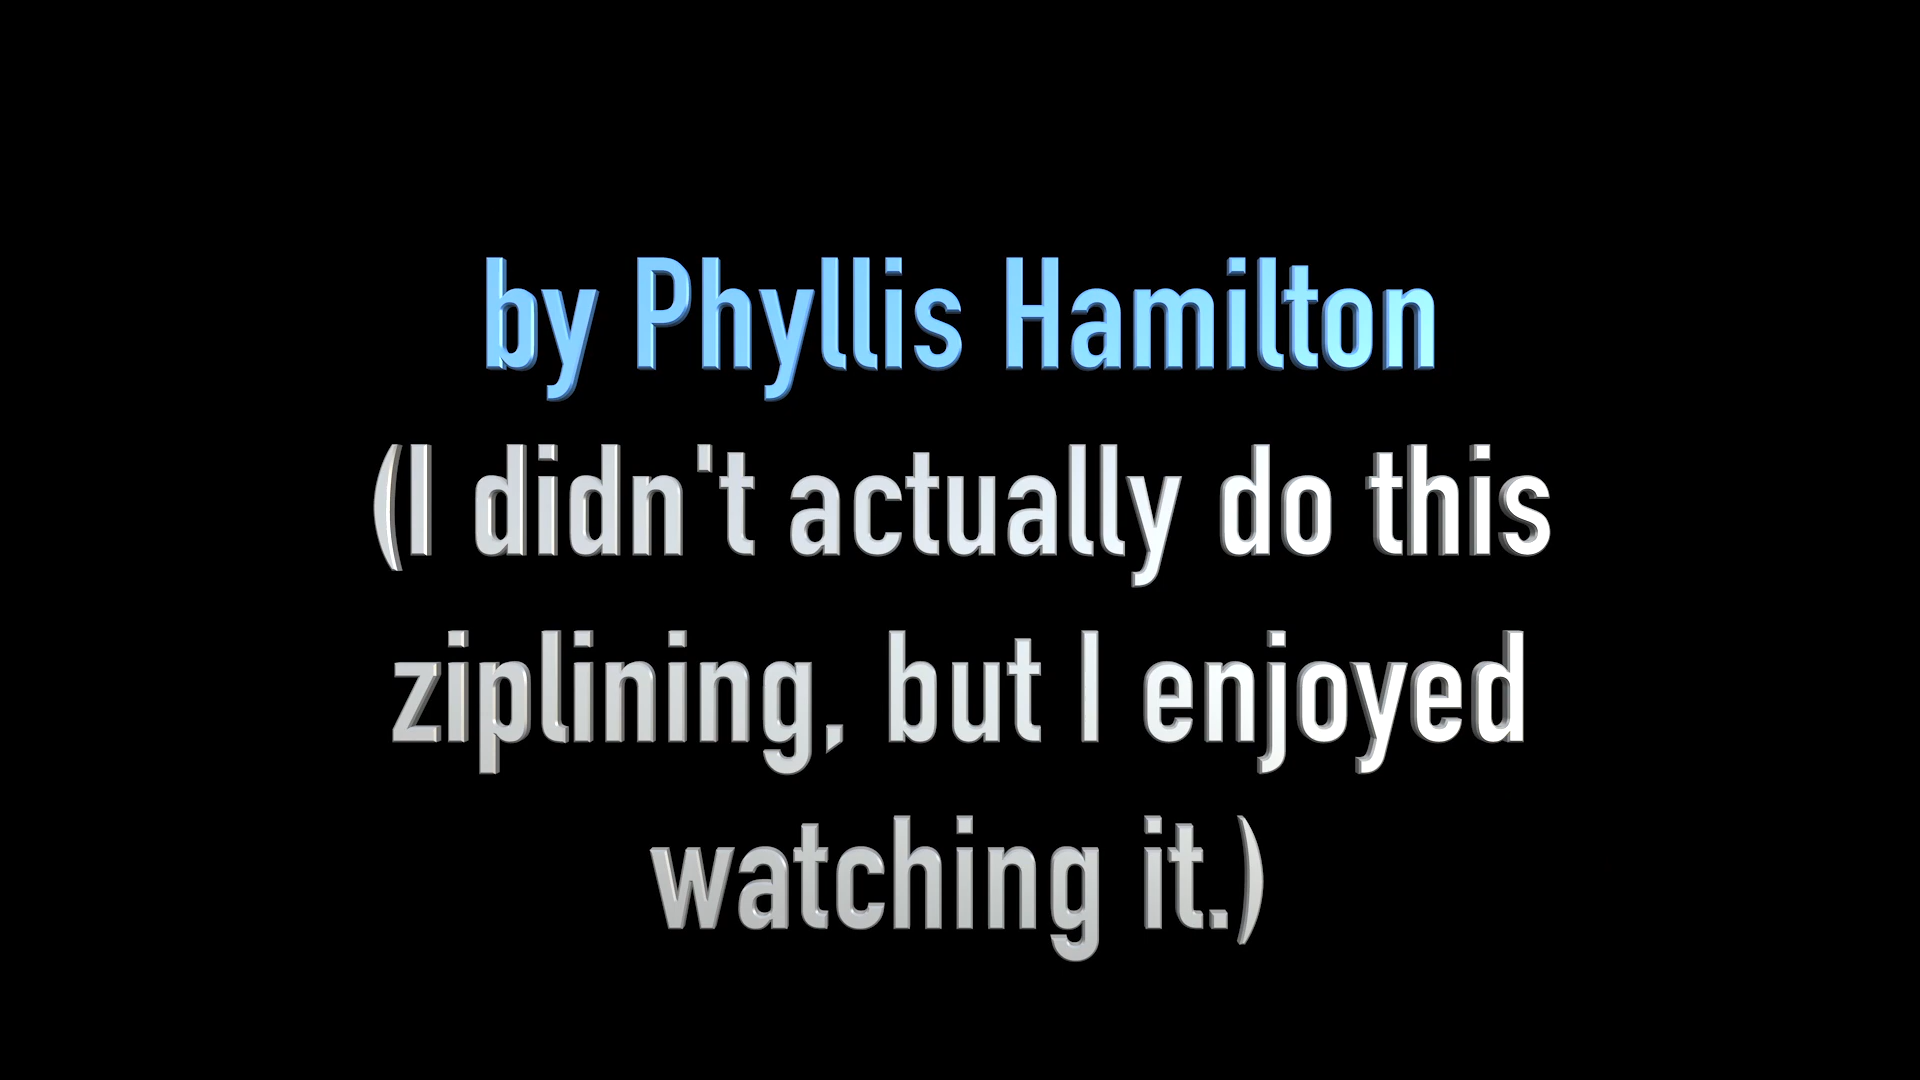 by Phyllis Hamilton
(I didn't actually do this
ziplining, but I enjoyed
watching it.)